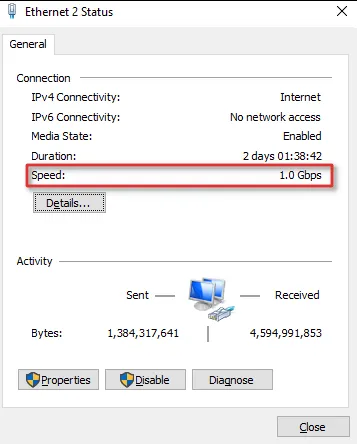 Ethernet 2 Status
General
Connection
IPv4 Connectivity: Internet
IPv6 Connectivity: No network access
Media State: Enabled
Duration: 2 days 01:38:42
Speed: 1.0 Gbps
Details...
Activity
Sent Received
Bytes: 1,384,317,641 4,594,991,853
Properties Disable Diagnose
Close